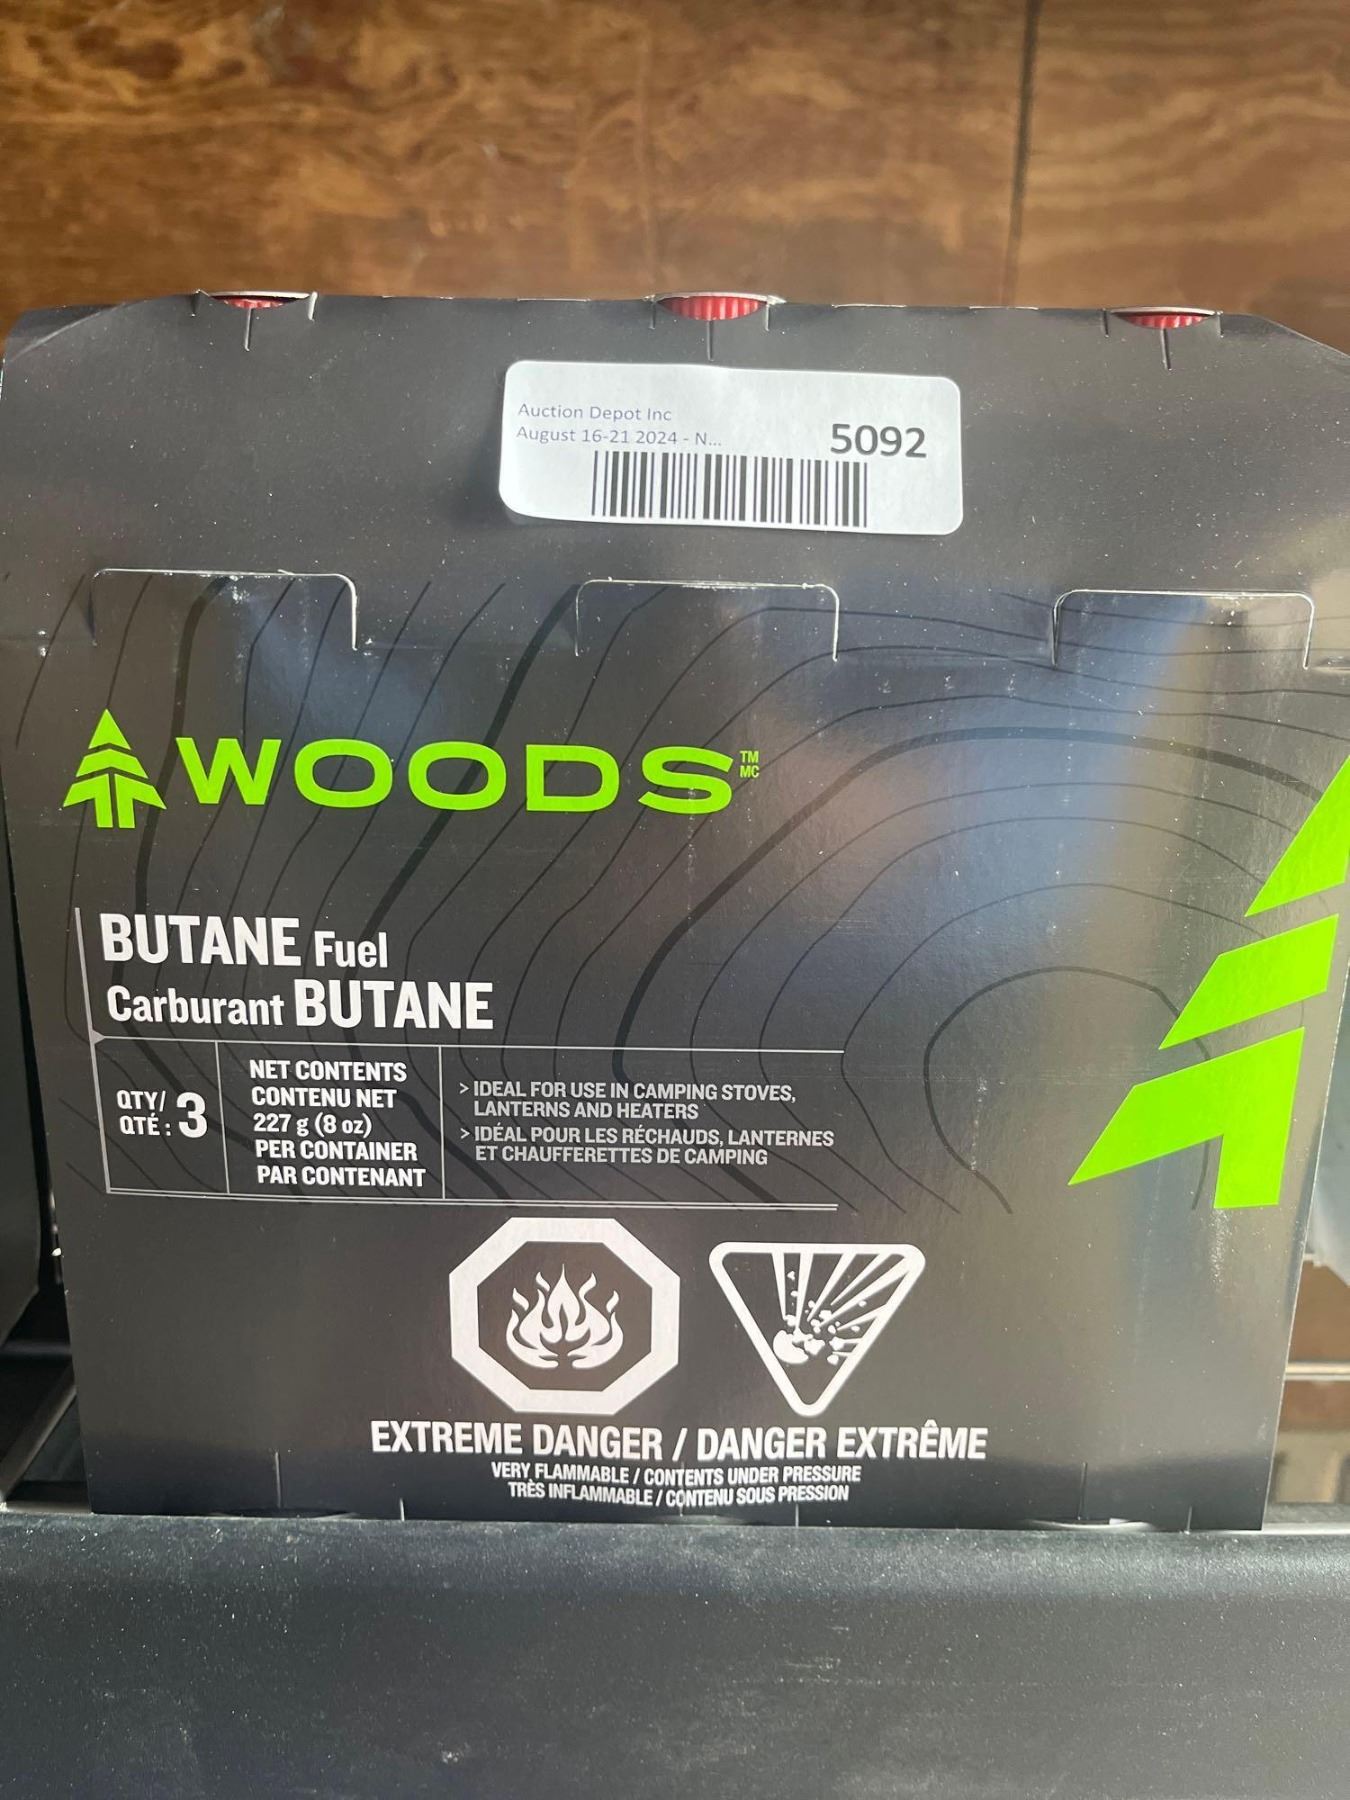 Auction Depot Inc
August 16-21 2024 - N...
5092
WOODS™ MC
BUTANE Fuel
Carburant BUTANE
QTY/
QTÉ : 3
NET CONTENTS
CONTENU NET
227 g (8 oz)
PER CONTAINER
PAR CONTENANT
> IDEAL FOR USE IN CAMPING STOVES,
LANTERNS AND HEATERS
> IDÉAL POUR LES RÉCHAUDS, LANTERNES
ET CHAUFFERETTES DE CAMPING
EXTREME DANGER / DANGER EXTRÊME
VERY FLAMMABLE / CONTENTS UNDER PRESSURE
TRÈS INFLAMMABLE / CONTENU SOUS PRESSION